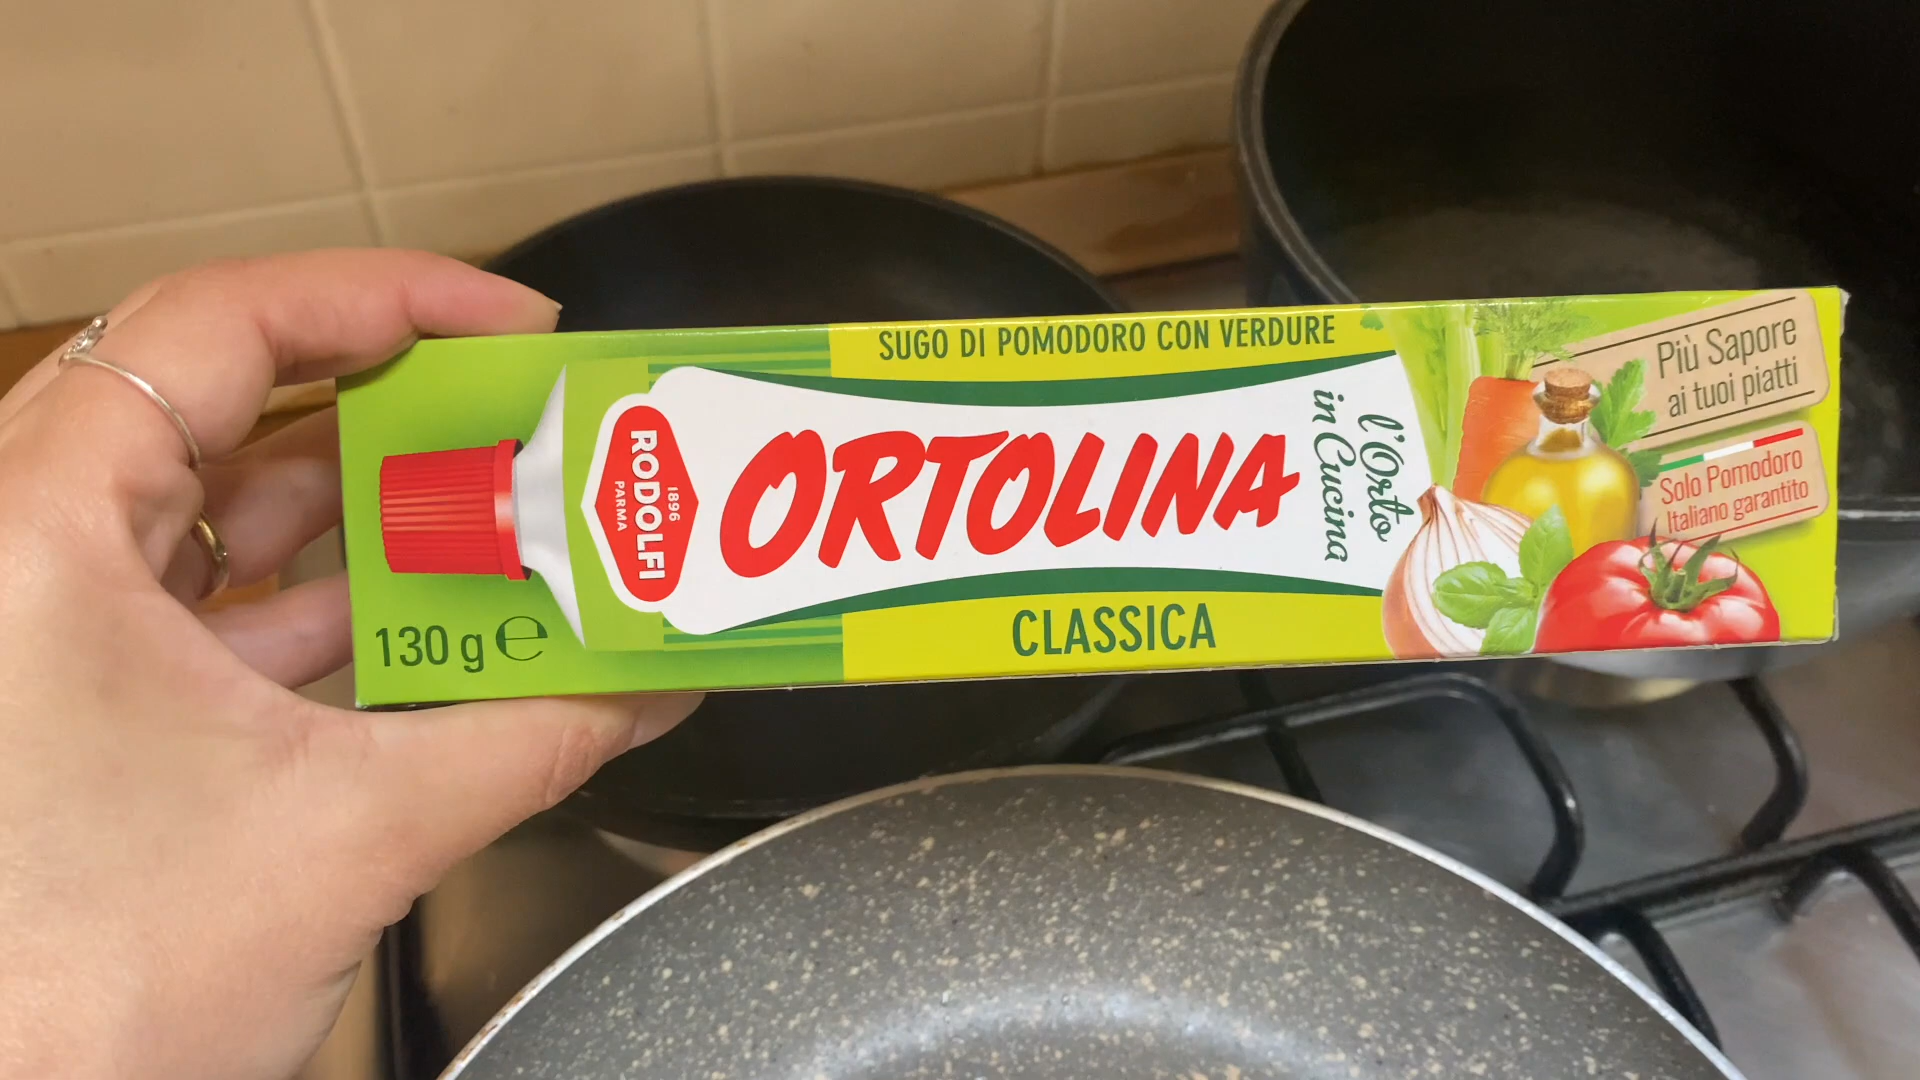 SUGO DI POMODORO CON VERDURE
1896
RODOLFI
PARMA
ORTOLINA
l'Orto
in Cucina
Più Sapore
ai tuoi piatti
Solo Pomodoro
Italiano garantito
CLASSICA
130 g ℮